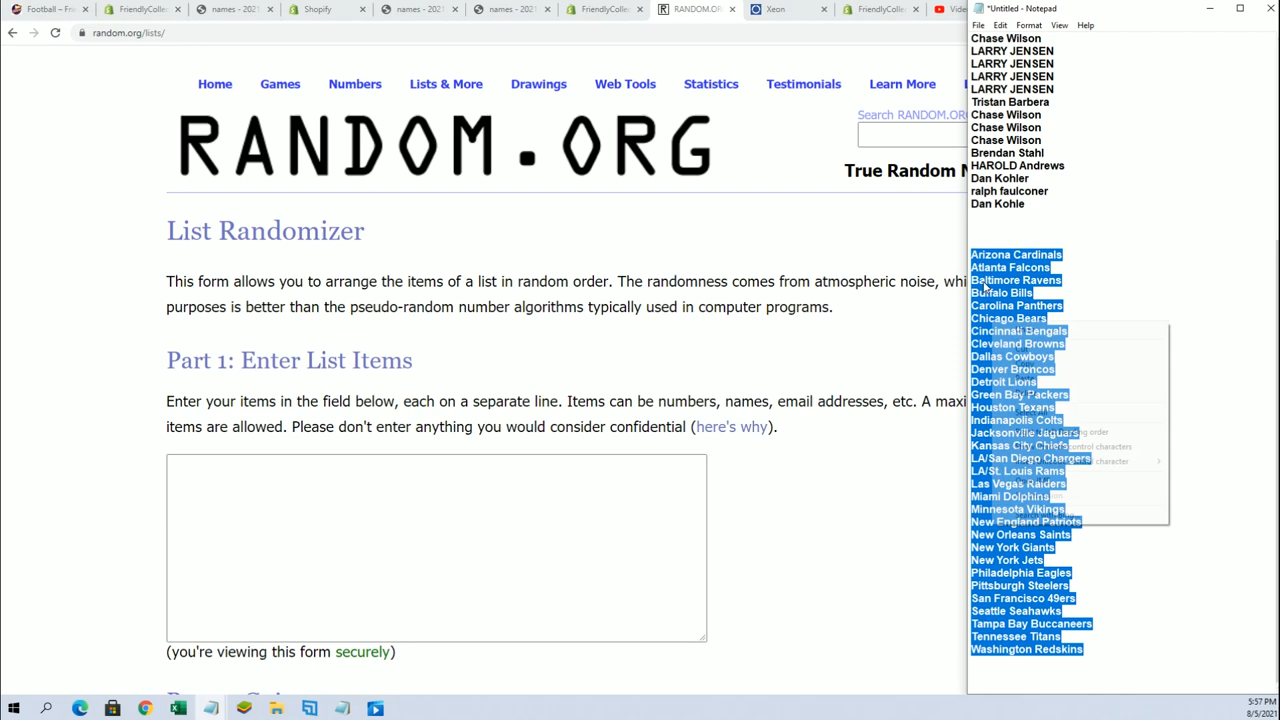 Football – Fri
FriendlyCollec
names - 2021
Shopify
names - 2021
names - 2021
FriendlyCollec
RANDOM.OR
Xeon
FriendlyCollec
Vide
random.org/lists/
Home Games Numbers Lists & More Drawings Web Tools Statistics Testimonials Learn More
Search RANDOM.OR
RANDOM.ORG
True Random N
List Randomizer
This form allows you to arrange the items of a list in random order. The randomness comes from atmospheric noise, whi
purposes is better than the pseudo-random number algorithms typically used in computer programs.
Part 1: Enter List Items
Enter your items in the field below, each on a separate line. Items can be numbers, names, email addresses, etc. A maxi
items are allowed. Please don't enter anything you would consider confidential (here's why).
(you're viewing this form securely)
*Untitled - Notepad
File Edit Format View Help
Chase Wilson
LARRY JENSEN
LARRY JENSEN
LARRY JENSEN
LARRY JENSEN
Tristan Barbera
Chase Wilson
Chase Wilson
Chase Wilson
Brendan Stahl
HAROLD Andrews
Dan Kohler
ralph faulconer
Dan Kohle
Arizona Cardinals
Atlanta Falcons
Baltimore Ravens
Buffalo Bills
Carolina Panthers
Chicago Bears
Cincinnati Bengals
Cleveland Browns
Dallas Cowboys
Denver Broncos
Detroit Lions
Green Bay Packers
Houston Texans
Indianapolis Colts
Jacksonville Jaguars
Kansas City Chiefs
LA/San Diego Chargers
LA/St. Louis Rams
Las Vegas Raiders
Miami Dolphins
Minnesota Vikings
New England Patriots
New Orleans Saints
New York Giants
New York Jets
Philadelphia Eagles
Pittsburgh Steelers
San Francisco 49ers
Seattle Seahawks
Tampa Bay Buccaneers
Tennessee Titans
Washington Redskins
5:57 PM
8/5/2021